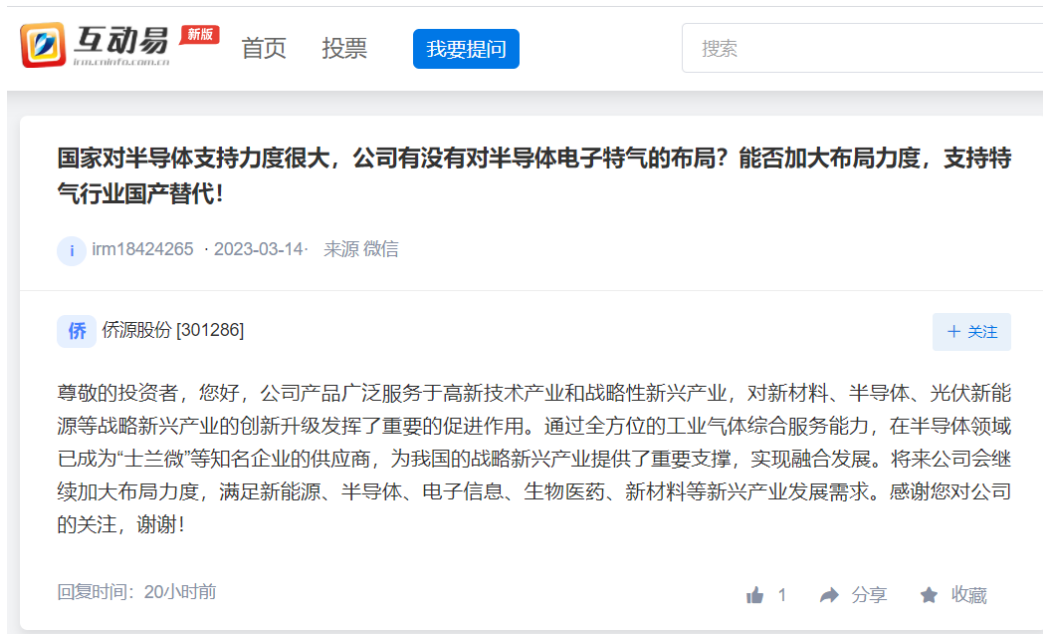 互动易 新版 首页 投票 我要提问 搜索
irm.cninfo.com.cn
国家对半导体支持力度很大，公司有没有对半导体电子特气的布局？能否加大布局力度，支持特
气行业国产替代！
i irm18424265 · 2023-03-14· 来源 微信
侨 侨源股份 [301286] + 关注
尊敬的投资者，您好，公司产品广泛服务于高新技术产业和战略性新兴产业，对新材料、半导体、光伏新能
源等战略新兴产业的创新升级发挥了重要的促进作用。通过全方位的工业气体综合服务能力，在半导体领域
已成为“士兰微”等知名企业的供应商，为我国的战略新兴产业提供了重要支撑，实现融合发展。将来公司会继
续加大布局力度，满足新能源、半导体、电子信息、生物医药、新材料等新兴产业发展需求。感谢您对公司
的关注，谢谢！
回复时间：20小时前 1 分享 收藏